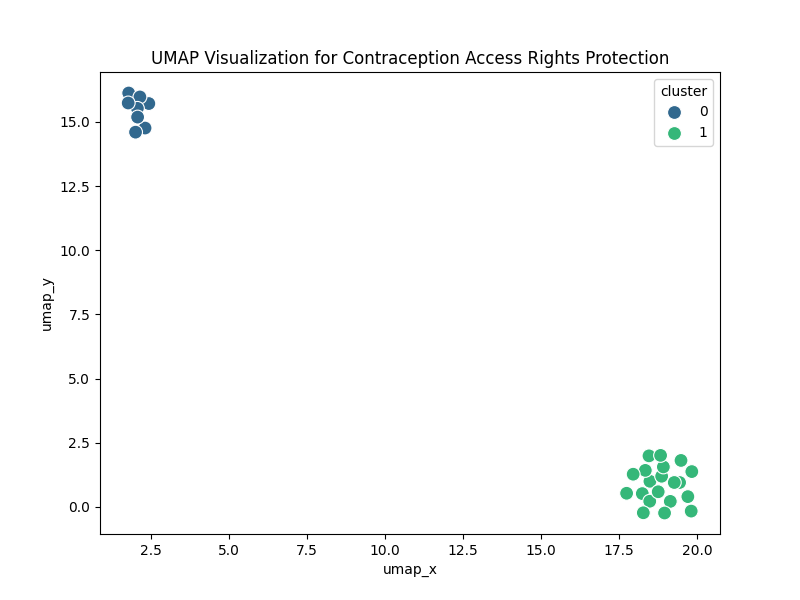 UMAP Visualization for Contraception Access Rights Protection
cluster
0
1
umap_y
15.0
12.5
10.0
7.5
5.0
2.5
0.0
2.5 5.0 7.5 10.0 12.5 15.0 17.5 20.0
umap_x